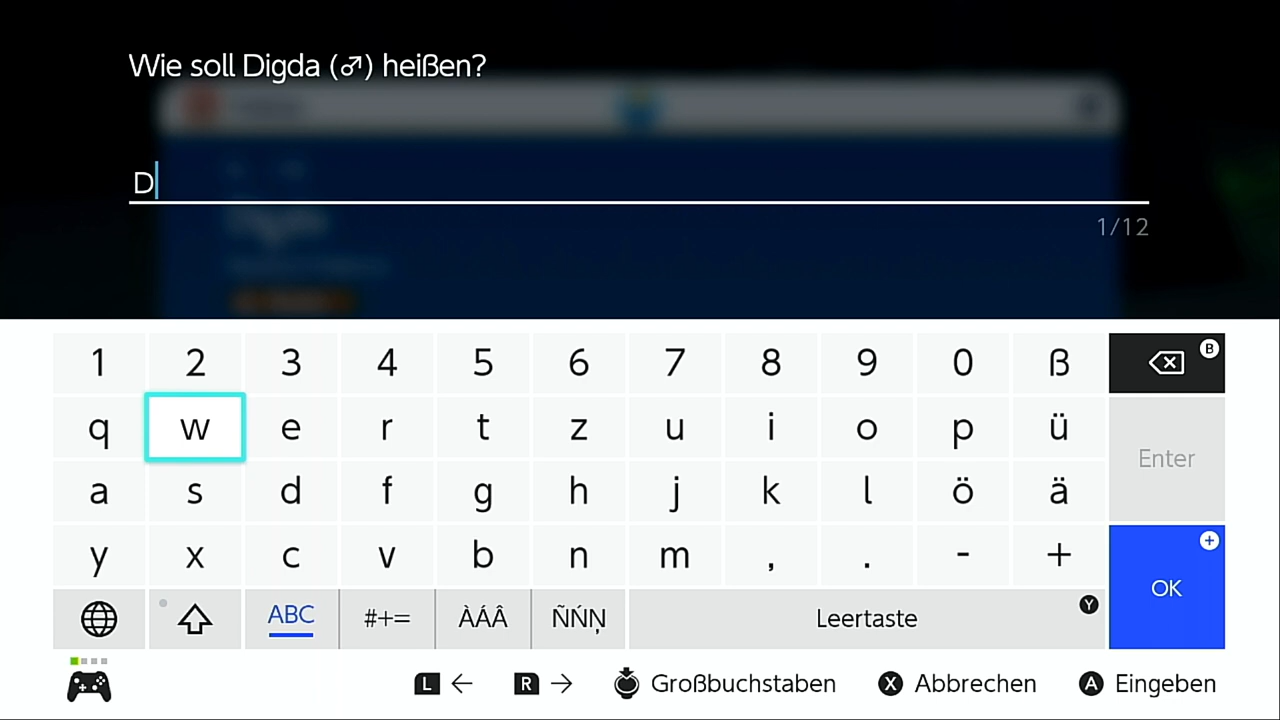 Wie soll Digda (♂) heißen?
D
1/12
1 2 3 4 5 6 7 8 9 0 ß B
q w e r t z u i o p ü Enter
a s d f g h j k l ö ä
y x c v b n m , . - + OK
ABC #+= ÀÁÂ ÑŃŅ Leertaste Y
L ← R → Großbuchstaben X Abbrechen A Eingeben